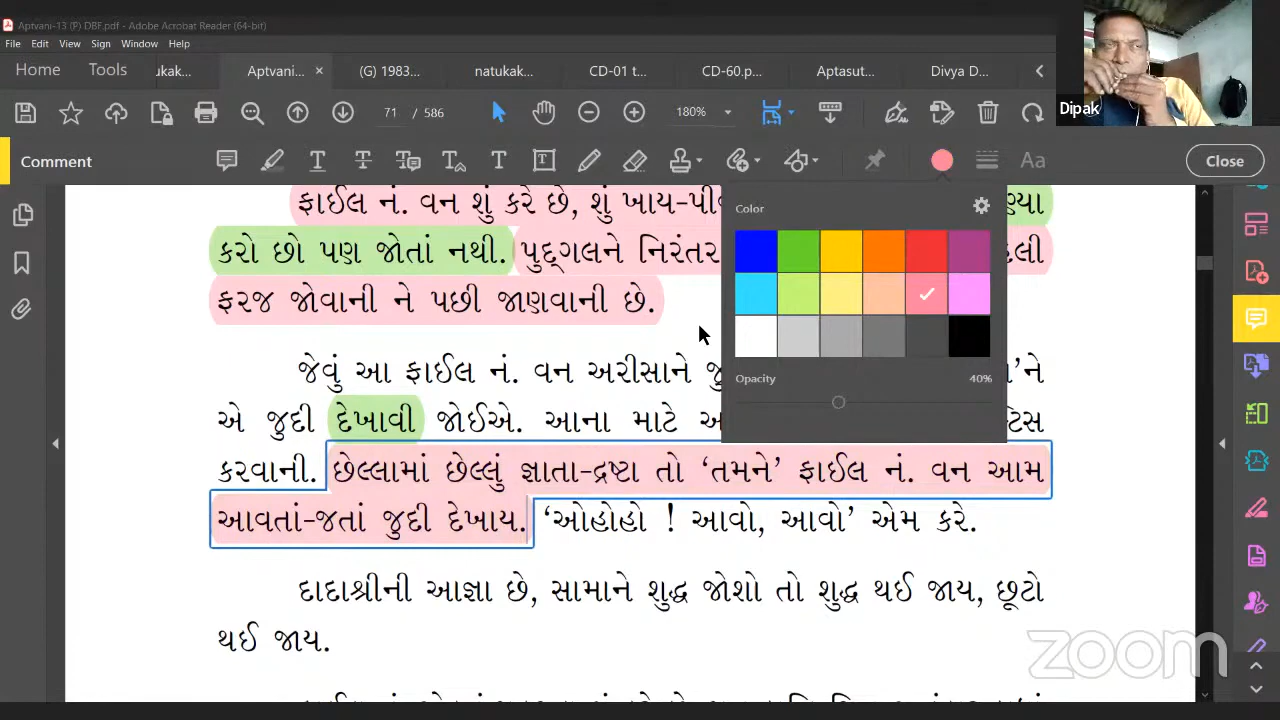 Aptvani-13 (P) DBF.pdf - Adobe Acrobat Reader (64-bit)
File Edit View Sign Window Help
Home Tools Aptvani... × (G) 1983... natukak... CD-01 t... CD-60.p... Aptasut... Divya D...
71 / 586 180%
Dipak
Comment Aa Close
ફાઈલ નં. વન શું કરે છે, શું
Color
કરો છો પણ જોતાં નથી. પુદ્ગલને નિરંતર
ફરજ જોવાની ને પછી જાણવાની છે.
જેવું આ ફાઈલ નં. વન અરીસાને
Opacity 40%
એ જુદી દેખાવી જોઈએ. આના માટે
કરવાની. છેલ્લામાં છેલ્લું જ્ઞાતા-દ્રષ્ટા તો ‘તમને’ ફાઈલ નં. વન આમ
આવતાં-જતાં જુદી દેખાય. ‘ઓહોહો ! આવો, આવો’ એમ કરે.
દાદાશ્રીની આજ્ઞા છે, સામાને શુદ્ધ જોશો તો શુદ્ધ થઈ જાય, છૂટો
થઈ જાય.
zoom